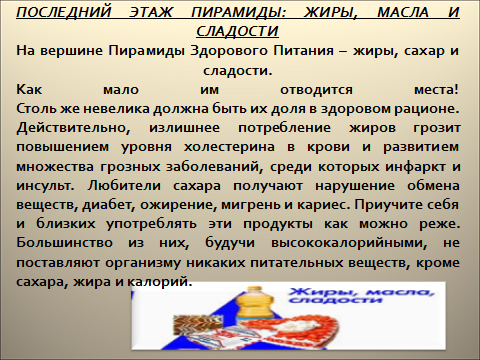 ПОСЛЕДНИЙ ЭТАЖ ПИРАМИДЫ: ЖИРЫ, МАСЛА И
СЛАДОСТИ
На вершине Пирамиды Здорового Питания – жиры, сахар и
сладости.
Как мало им отводится места!
Столь же невелика должна быть их доля в здоровом рационе.
Действительно, излишнее потребление жиров грозит
повышением уровня холестерина в крови и развитием
множества грозных заболеваний, среди которых инфаркт и
инсульт. Любители сахара получают нарушение обмена
веществ, диабет, ожирение, мигрень и кариес. Приучите себя
и близких употреблять эти продукты как можно реже.
Большинство из них, будучи высококалорийными, не
поставляют организму никаких питательных веществ, кроме
сахара, жира и калорий.
Жиры, масла,
сладости